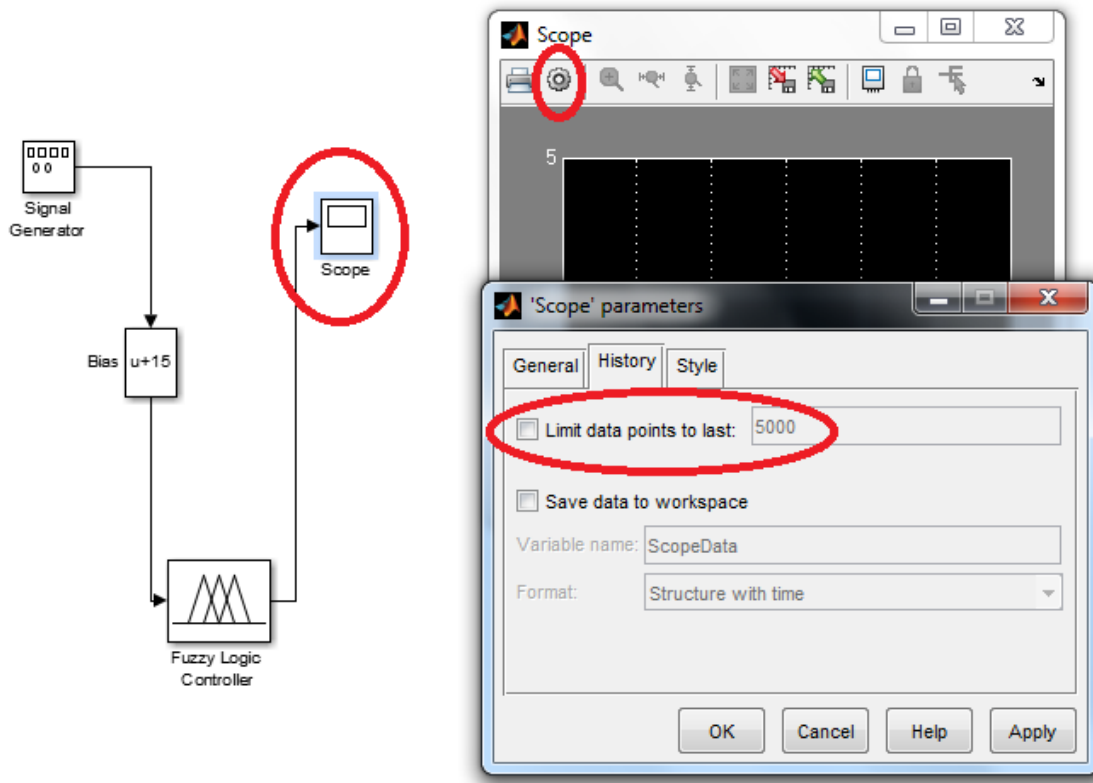 Signal
Generator
Bias
u+15
Fuzzy Logic
Controller
Scope
Scope
5
'Scope' parameters
General
History
Style
Limit data points to last:
5000
Save data to workspace
Variable name:
ScopeData
Format:
Structure with time
OK
Cancel
Help
Apply